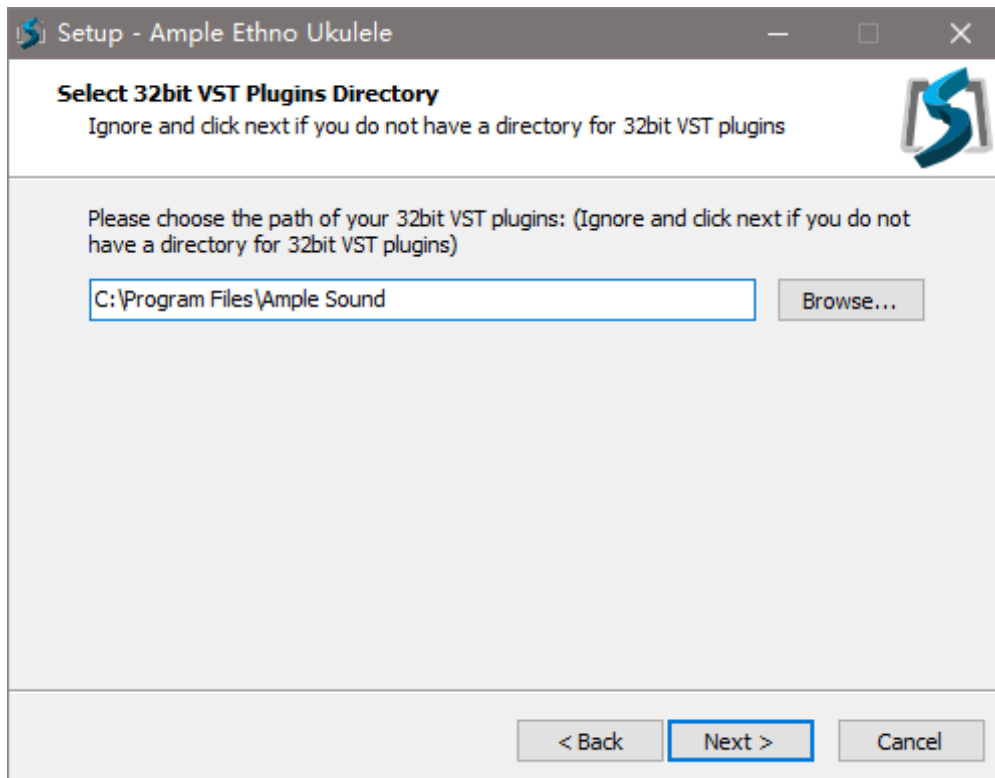 Setup - Ample Ethno Ukulele
Select 32bit VST Plugins Directory
Ignore and click next if you do not have a directory for 32bit VST plugins
Please choose the path of your 32bit VST plugins: (Ignore and click next if you do not
have a directory for 32bit VST plugins)
C:\Program Files\Ample Sound
Browse...
< Back
Next >
Cancel